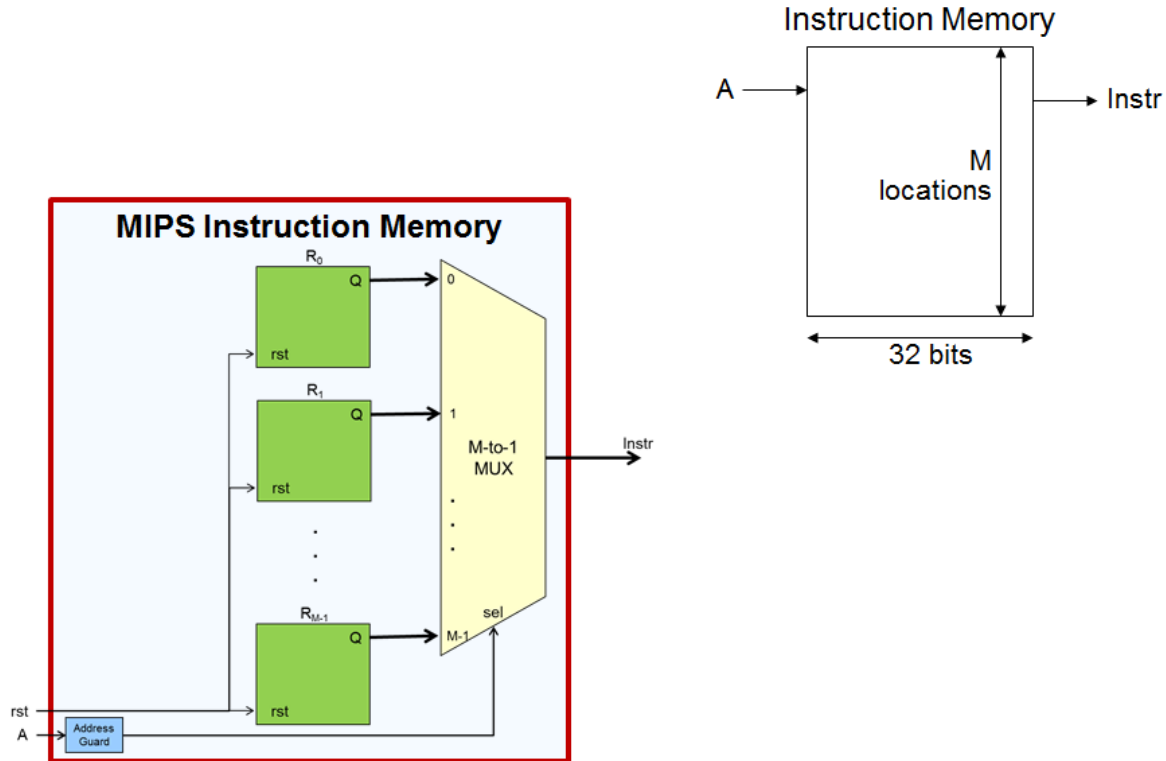 Instruction Memory
A
Instr
M
locations
32 bits
MIPS Instruction Memory
R0
Q
rst
0
R1
Q
rst
1
M-to-1
MUX
.
.
.
Instr
.
.
.
RM-1
Q
rst
sel
M-1
rst
A
Address
Guard